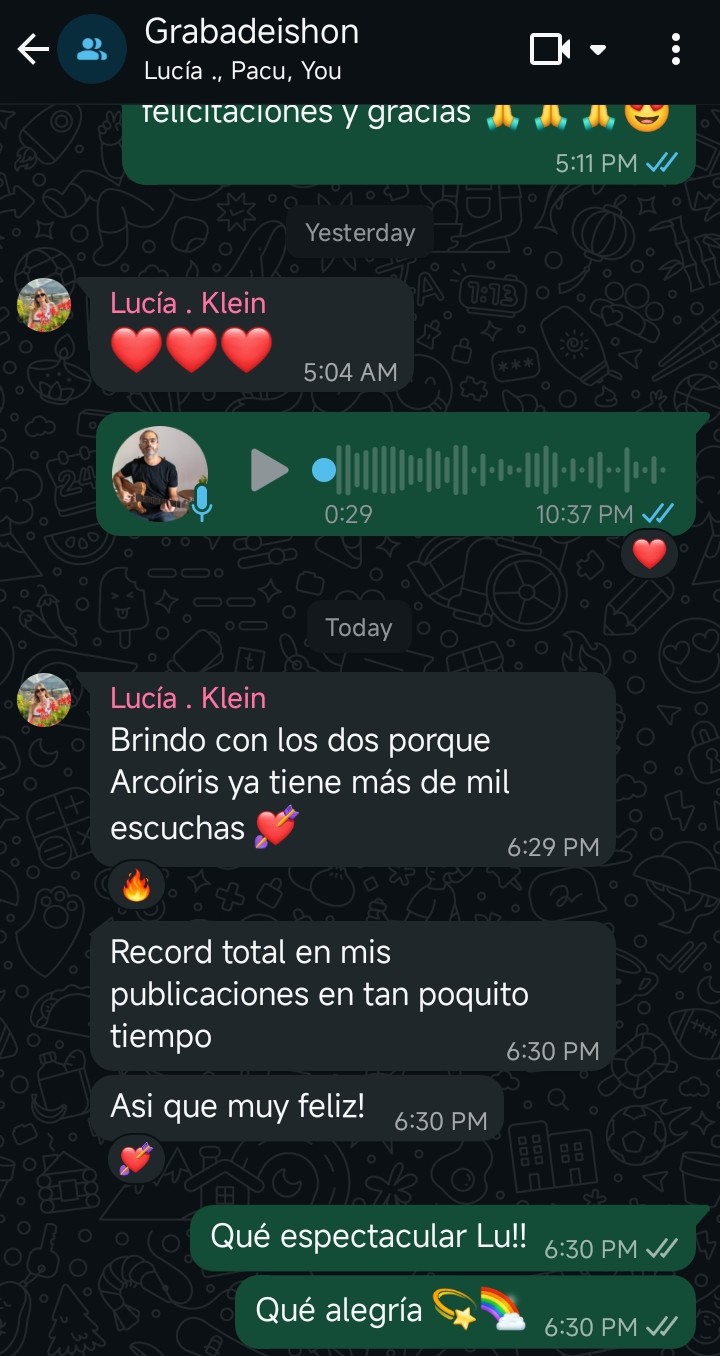 Grabadeishon
Lucía ., Pacu, You
felicitaciones y gracias 🙏🙏🙏😍
5:11 PM
Yesterday
Lucía . Klein
❤️❤️❤️
5:04 AM
0:29
10:37 PM
❤️
Today
Lucía . Klein
Brindo con los dos porque
Arcoíris ya tiene más de mil
escuchas 💘
6:29 PM
🔥
Record total en mis
publicaciones en tan poquito
tiempo
6:30 PM
Asi que muy feliz!
6:30 PM
💘
Qué espectacular Lu!!
6:30 PM
Qué alegría 💫🌈
6:30 PM